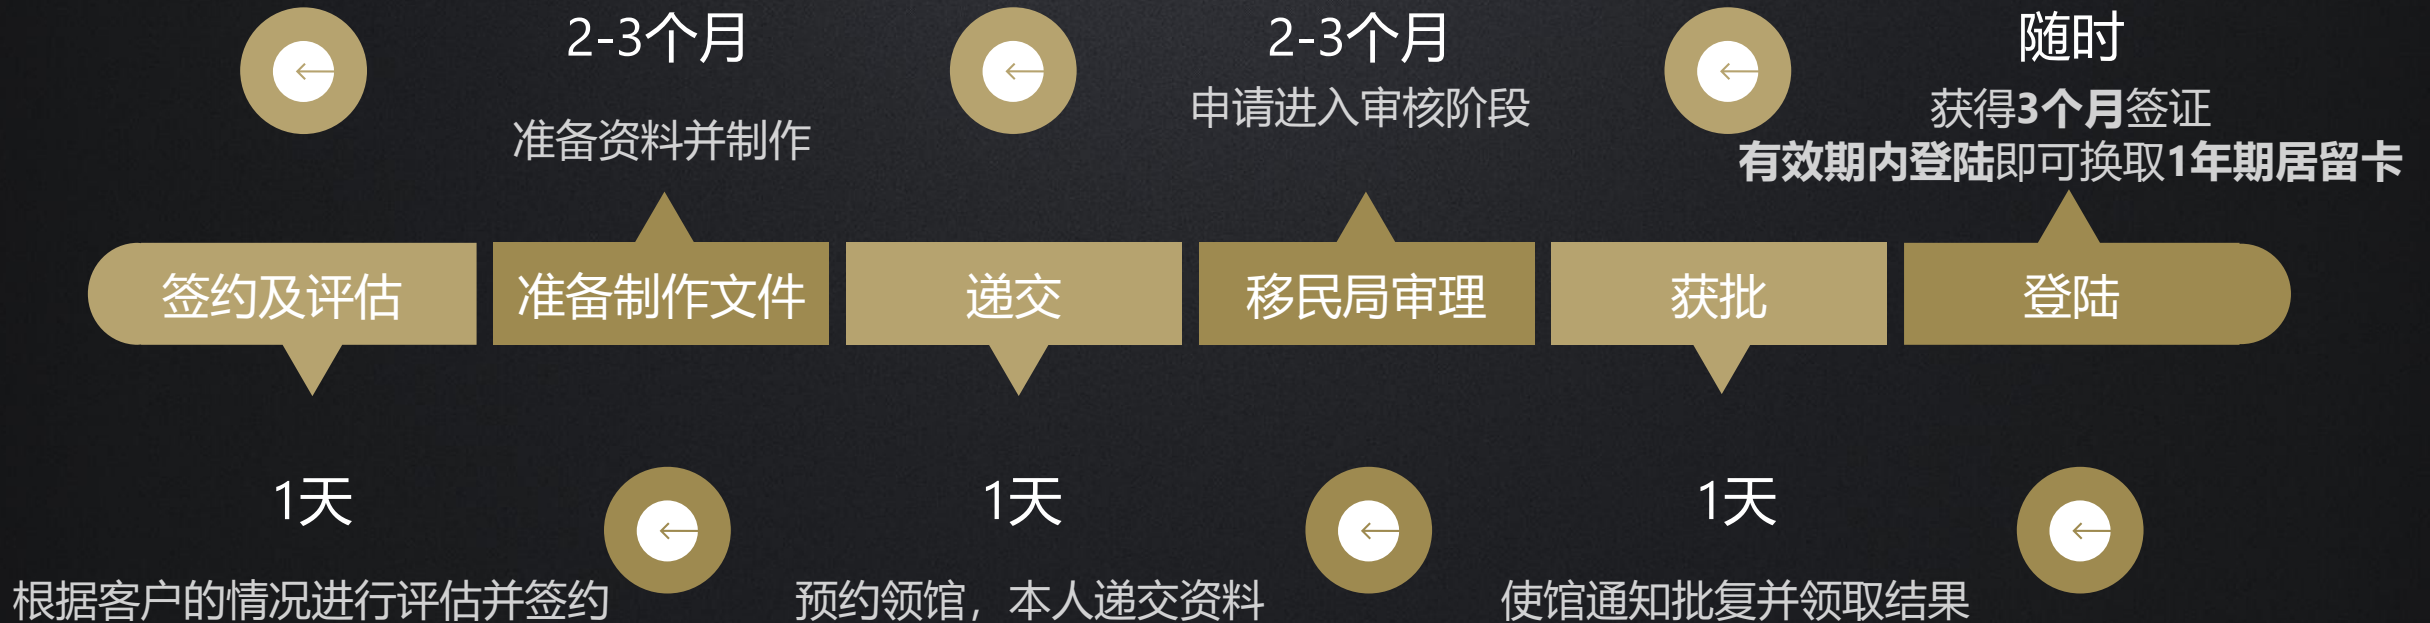 2-3个月
准备资料并制作
2-3个月
申请进入审核阶段
随时
获得3个月签证
有效期内登陆即可换取1年期居留卡
签约及评估
准备制作文件
递交
移民局审理
获批
登陆
1天
根据客户的情况进行评估并签约
1天
预约领馆，本人递交资料
1天
使馆通知批复并领取结果